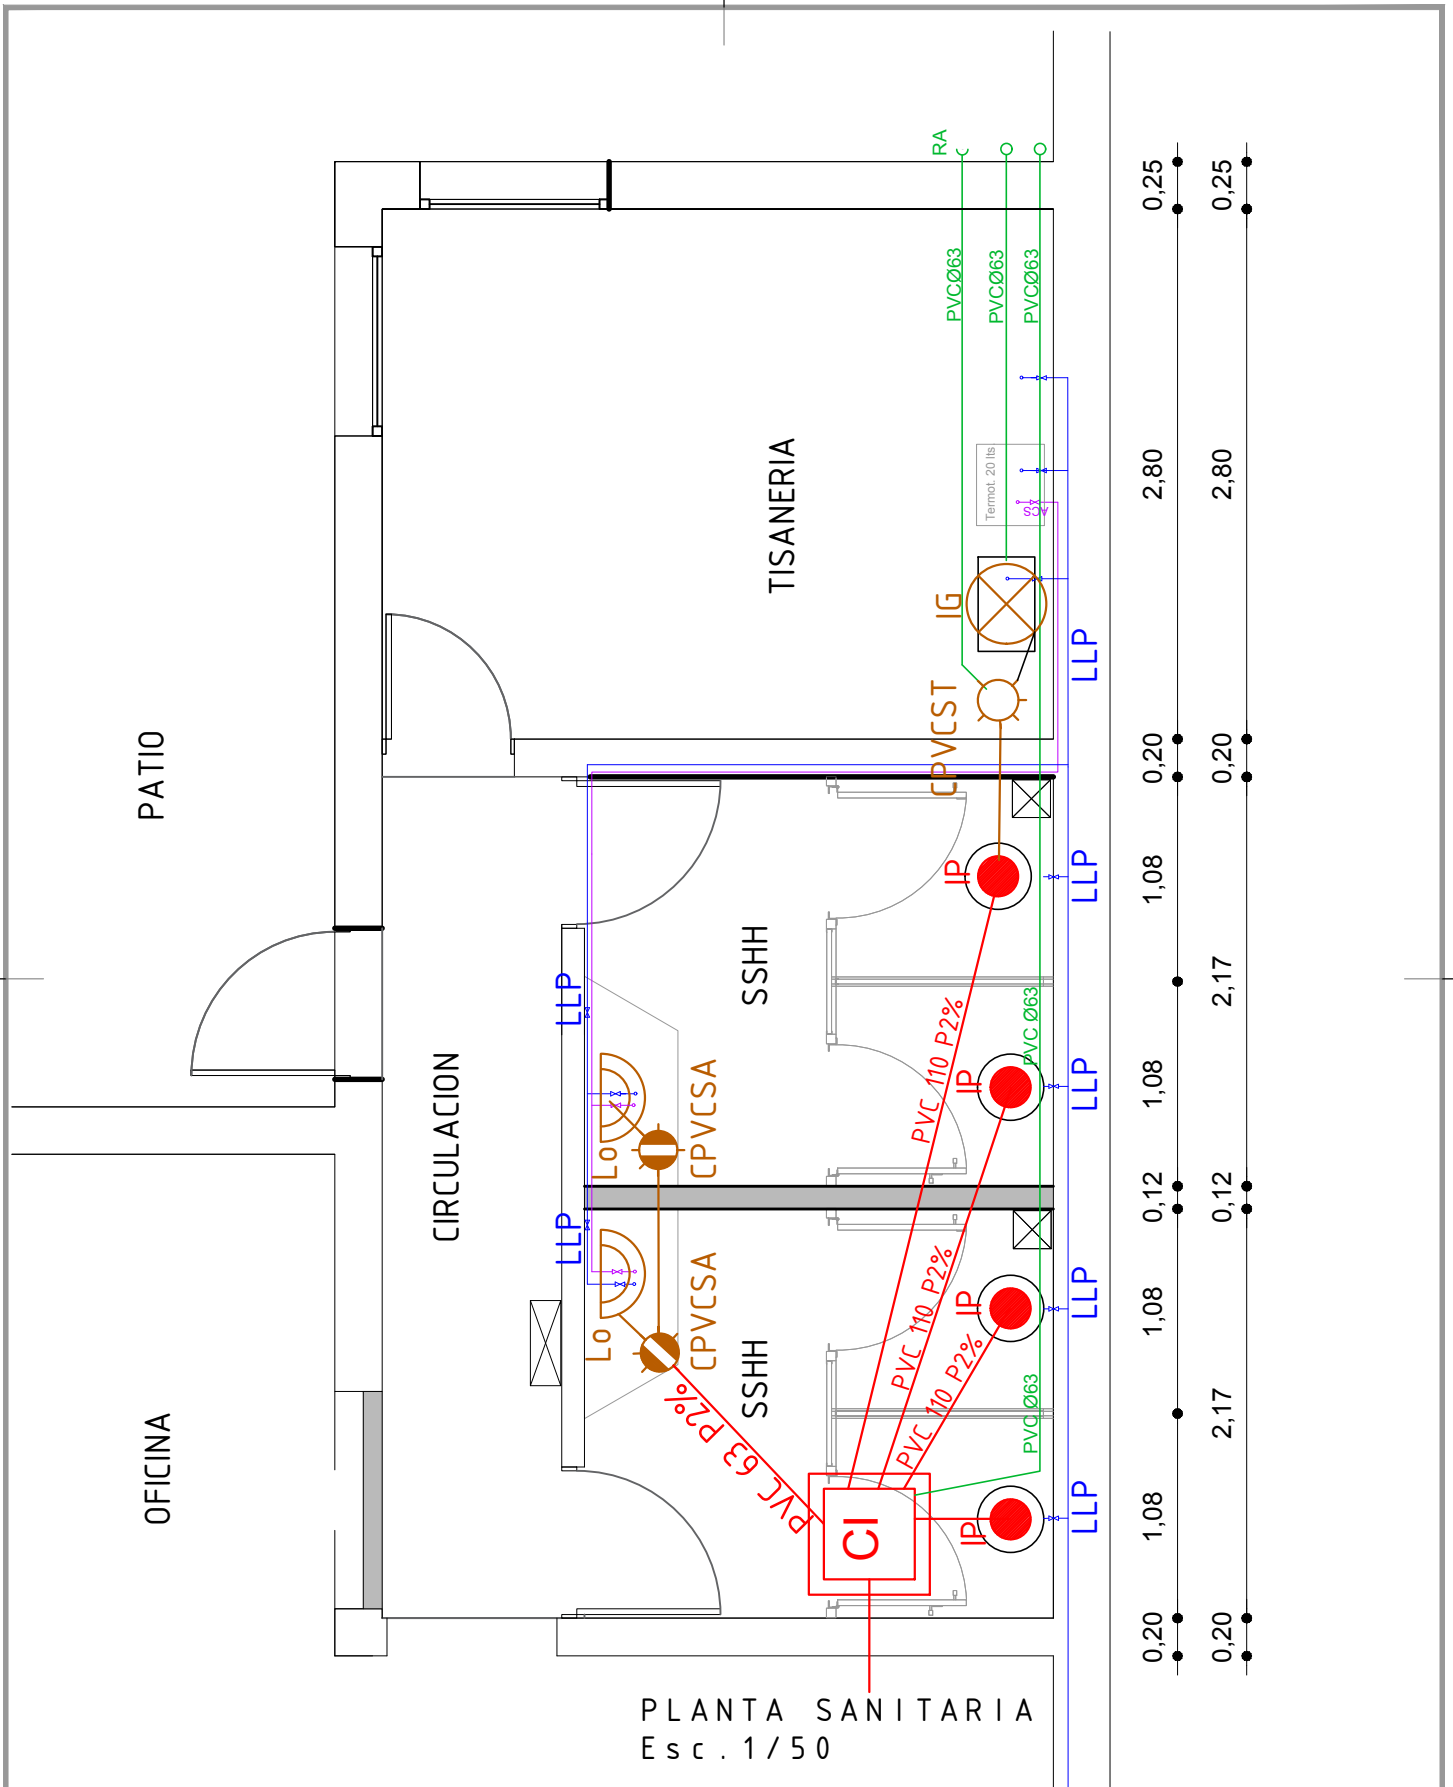 RA
0,25
0,25
PVCØ63
PVCØ63
PVCØ63
2,80
2,80
Termot. 20 lts
ACS
TISANERIA
IG
LLP
CPVCST
PATIO
0,20
0,20
IP
LLP
1,08
SSHH
LLP
2,17
PVC 110 P2%
PVC Ø63
CIRCULACION
Lo
CPVCSA
IP
LLP
1,08
0,12
0,12
LLP
Lo
CPVCSA
PVC 110 P2%
IP
LLP
1,08
SSHH
PVC 110 P2%
PVC Ø63
2,17
PVC 63 P2%
OFICINA
CI
IP
LLP
1,08
0,20
0,20
PLANTA SANITARIA
Esc. 1/50